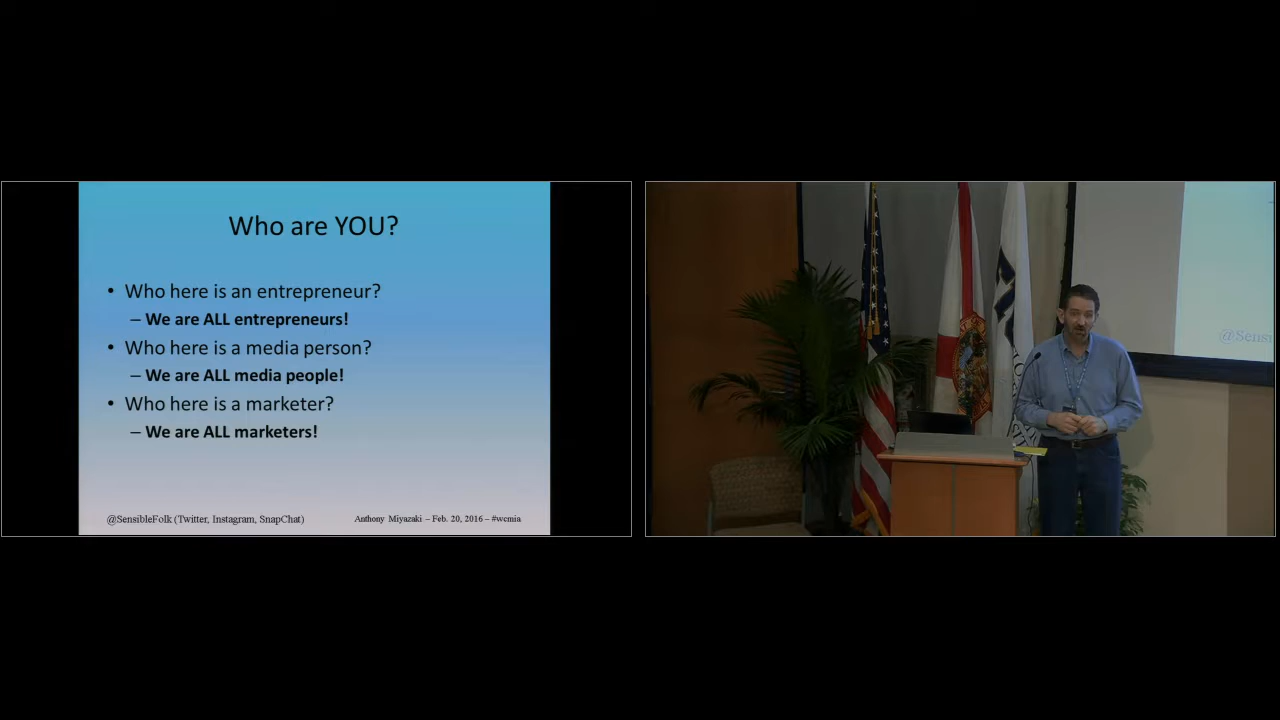 Who are YOU?
• Who here is an entrepreneur?
– We are ALL entrepreneurs!
• Who here is a media person?
– We are ALL media people!
• Who here is a marketer?
– We are ALL marketers!
@SensibleFolk (Twitter, Instagram, SnapChat)
Anthony Miyazaki – Feb. 20, 2016 – #wcmia
@Sensi